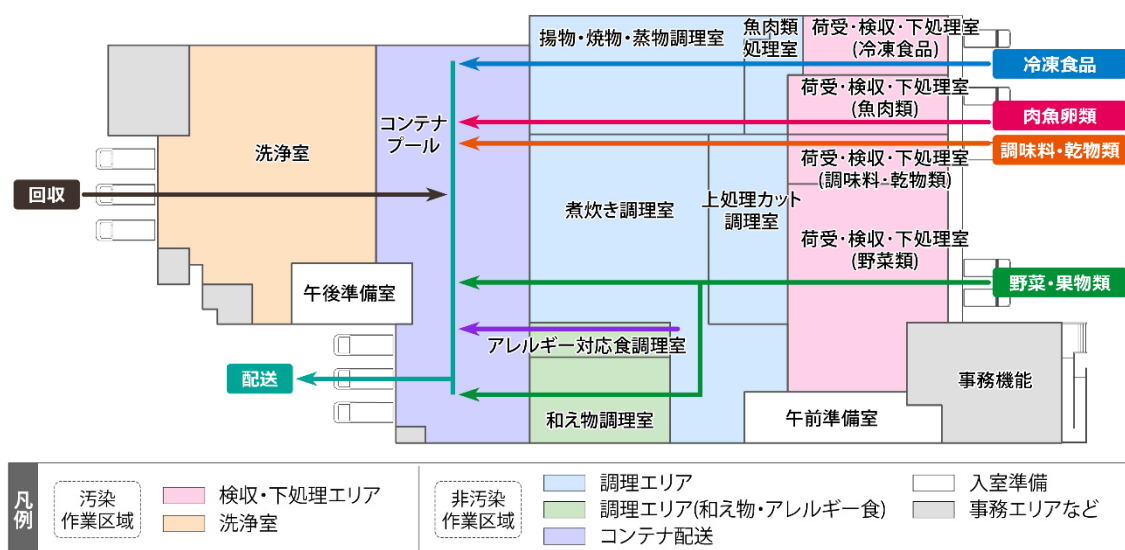 揚物・焼物・蒸物調理室
魚肉類
処理室
荷受・検収・下処理室
(冷凍食品)
冷凍食品
荷受・検収・下処理室
(魚肉類)
肉魚卵類
コンテナ
プール
洗浄室
調味料・乾物類
荷受・検収・下処理室
(調味料・乾物類)
回収
煮炊き調理室
上処理カット
調理室
荷受・検収・下処理室
(野菜類)
野菜・果物類
午後準備室
アレルギー対応食調理室
配送
事務機能
和え物調理室
午前準備室
凡例
汚染
作業区域
検収・下処理エリア
洗浄室
非汚染
作業区域
調理エリア
調理エリア(和え物・アレルギー食)
コンテナ配送
入室準備
事務エリアなど